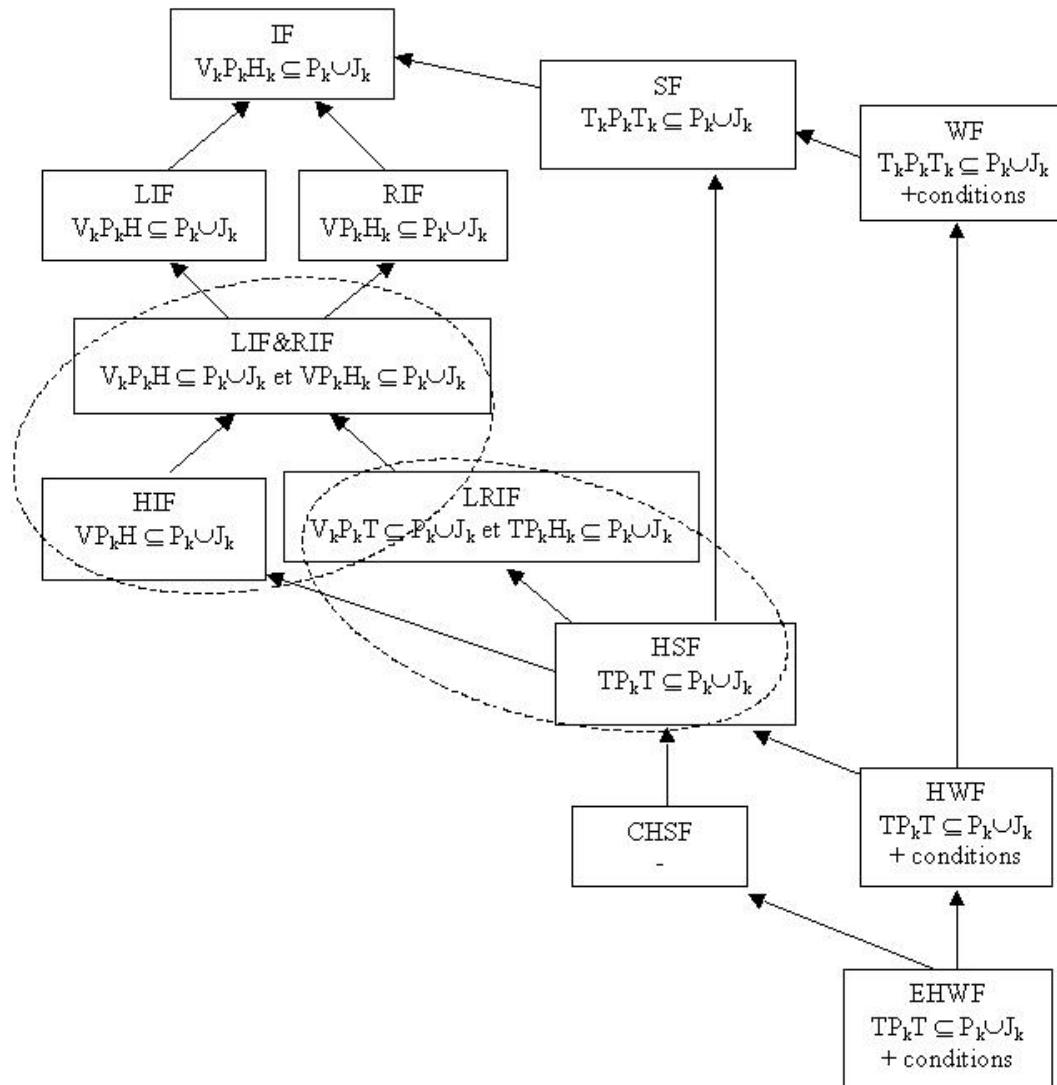 IF
VₖPₖHₖ ⊆ Pₖ∪Jₖ
SF
TₖPₖTₖ ⊆ Pₖ∪Jₖ
WF
TₖPₖTₖ ⊆ Pₖ∪Jₖ
+conditions
LIF
VₖPₖH ⊆ Pₖ∪Jₖ
RIF
VPₖHₖ ⊆ Pₖ∪Jₖ
LIF&RIF
VₖPₖH ⊆ Pₖ∪Jₖ et VPₖHₖ ⊆ Pₖ∪Jₖ
HIF
VPₖH ⊆ Pₖ∪Jₖ
LRIF
VₖPₖT ⊆ Pₖ∪Jₖ et TPₖHₖ ⊆ Pₖ∪Jₖ
HSF
TPₖT ⊆ Pₖ∪Jₖ
CHSF
-
HWF
TPₖT ⊆ Pₖ∪Jₖ
+ conditions
EHWF
TPₖT ⊆ Pₖ∪Jₖ
+ conditions